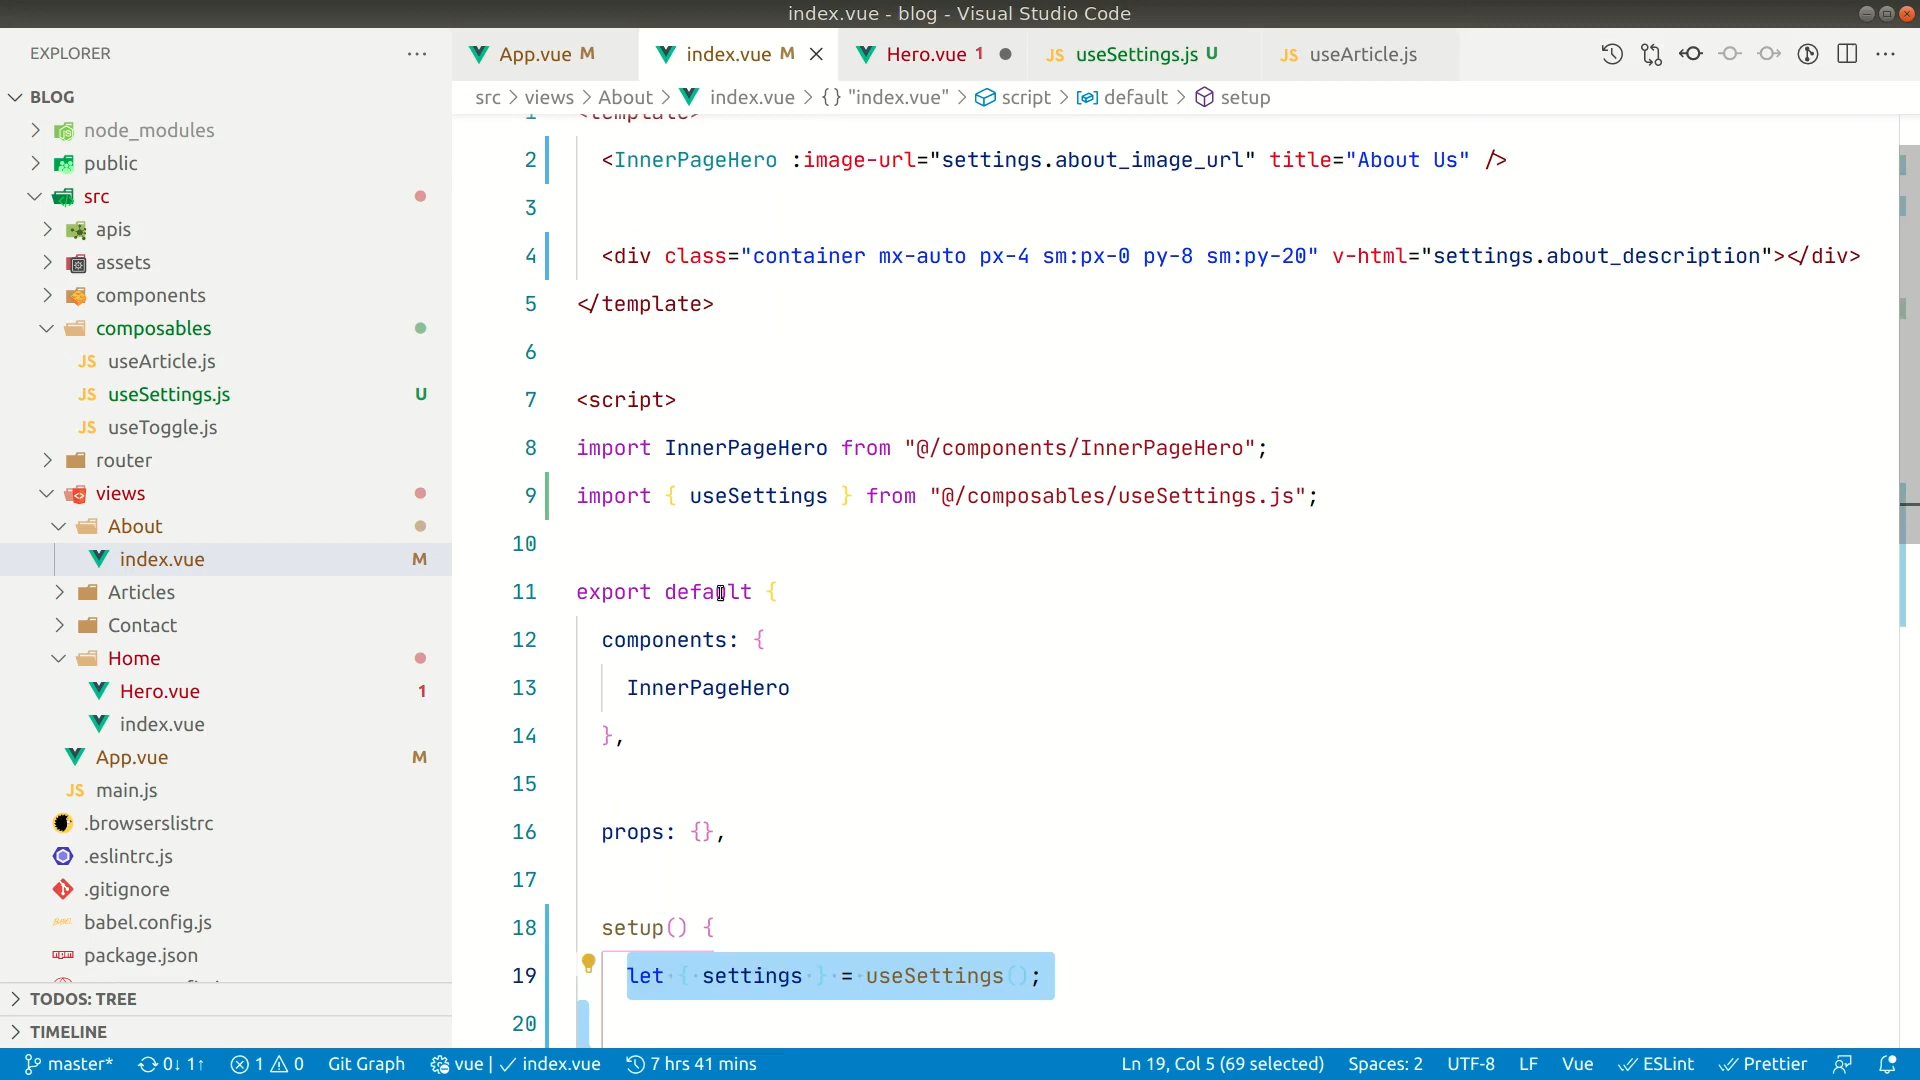 index.vue - blog - Visual Studio Code
EXPLORER
App.vue M
index.vue M
Hero.vue 1
JS useSettings.js U
JS useArticle.js
src > views > About > index.vue > {} "index.vue" > script > default > setup
BLOG
node_modules
public
src
apis
assets
components
composables
JS useArticle.js
JS useSettings.js U
JS useToggle.js
router
views
About
index.vue M
Articles
Contact
Home
Hero.vue 1
index.vue
App.vue M
JS main.js
.browserslistrc
.eslintrc.js
.gitignore
babel.config.js
package.json
TODOS: TREE
TIMELINE
1 <template>
2 <InnerPageHero :image-url="settings.about_image_url" title="About Us" />
3
4 <div class="container mx-auto px-4 sm:px-0 py-8 sm:py-20" v-html="settings.about_description"></div>
5 </template>
6
7 <script>
8 import InnerPageHero from "@/components/InnerPageHero";
9 import { useSettings } from "@/composables/useSettings.js";
10
11 export default {
12 components: {
13 InnerPageHero
14 },
15
16 props: {},
17
18 setup() {
19 let { settings } = useSettings();
20
master* 0↓ 1↑ 1 0 Git Graph vue | ✓ index.vue 7 hrs 41 mins Ln 19, Col 5 (69 selected) Spaces: 2 UTF-8 LF Vue ESLint Prettier